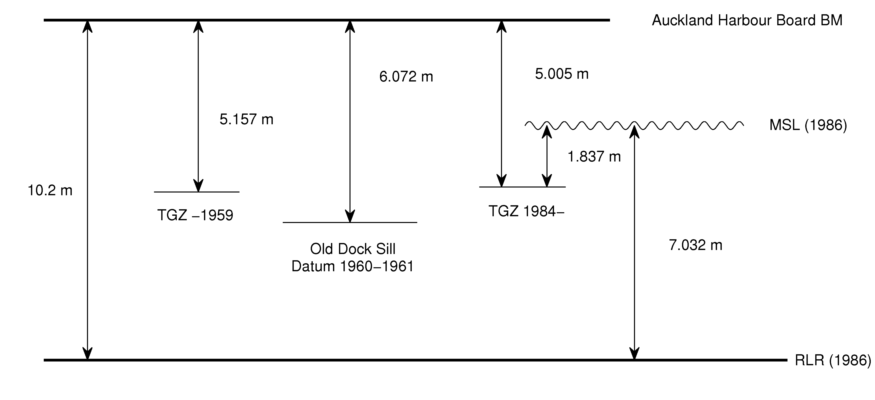 Auckland Harbour Board BM
6.072 m
5.005 m
5.157 m
MSL (1986)
1.837 m
10.2 m
TGZ −1959
TGZ 1984−
Old Dock Sill
Datum 1960−1961
7.032 m
RLR (1986)